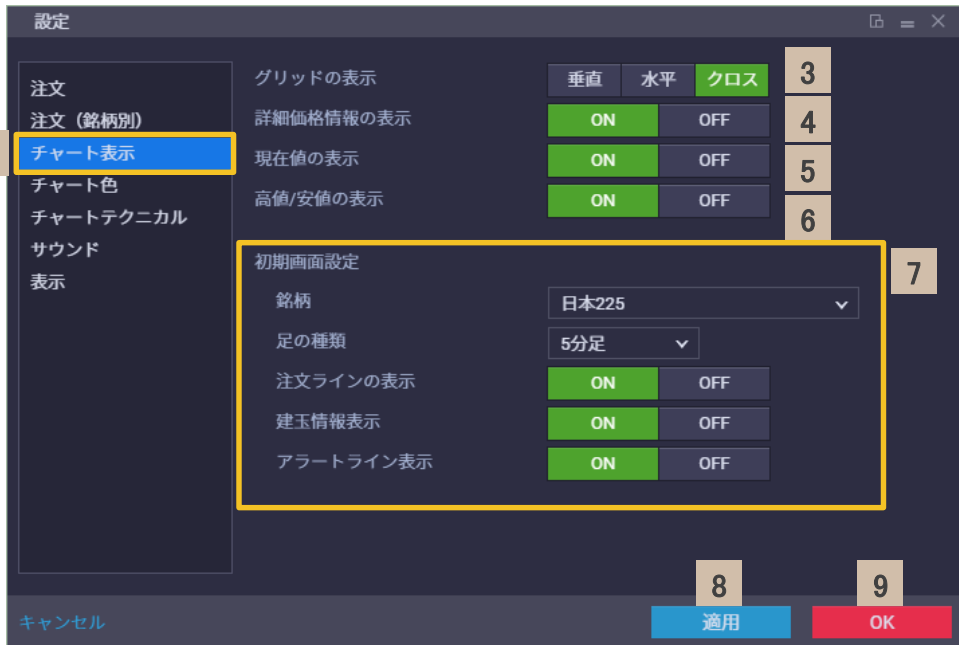 設定
注文
注文（銘柄別）
チャート表示
チャート色
チャートテクニカル
サウンド
表示
グリッドの表示 垂直 水平 クロス 3
詳細価格情報の表示 ON OFF 4
現在値の表示 ON OFF 5
高値/安値の表示 ON OFF 6
初期画面設定 7
銘柄 日本225
足の種類 5分足
注文ラインの表示 ON OFF
建玉情報表示 ON OFF
アラートライン表示 ON OFF
8 9
キャンセル 適用 OK